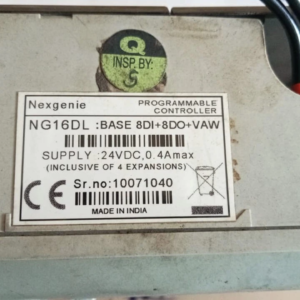 Q
INSP. BY:
5
Nexgenie
PROGRAMMABLE
CONTROLLER
NG16DL :BASE 8DI+8DO+VAW
SUPPLY :24VDC,0.4Amax
(INCLUSIVE OF 4 EXPANSIONS)
Sr.no:10071040
CE
MADE IN INDIA